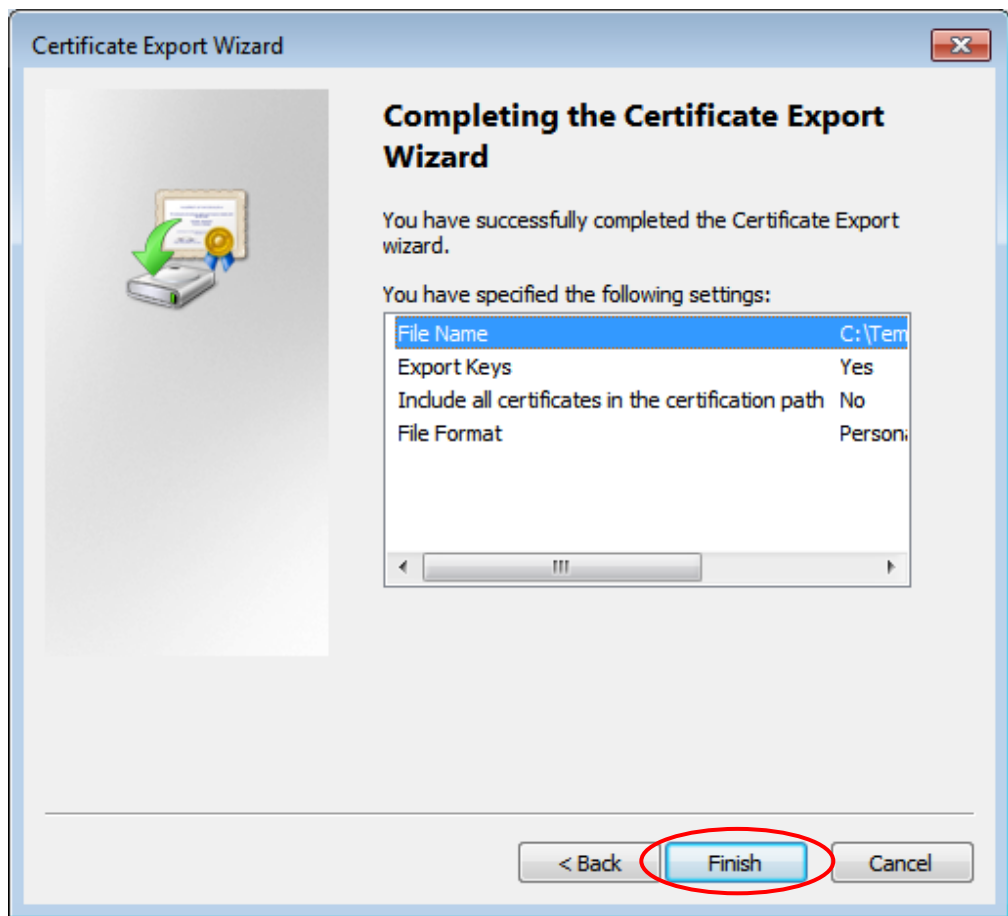 Certificate Export Wizard
Completing the Certificate Export
Wizard
You have successfully completed the Certificate Export
wizard.
You have specified the following settings:
File Name C:\Tem
Export Keys Yes
Include all certificates in the certification path No
File Format Persona
< Back Finish Cancel